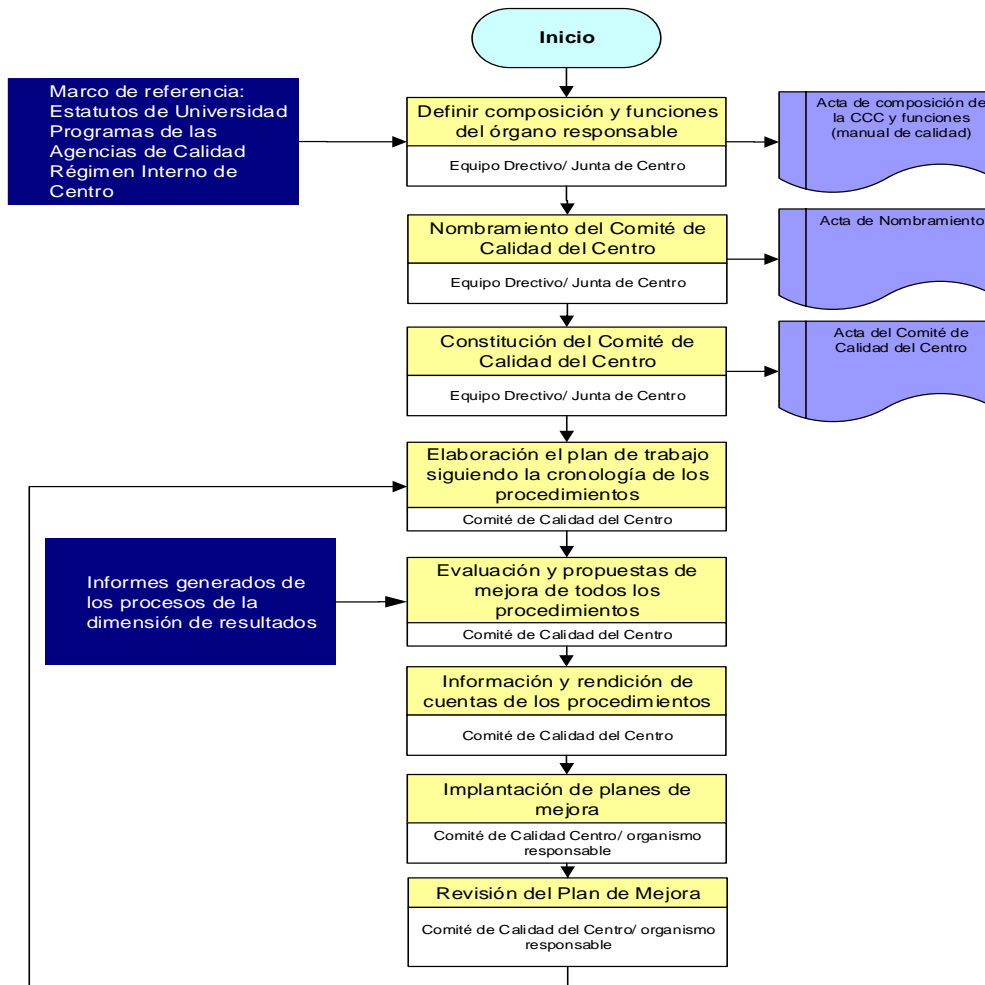 Inicio
Marco de referencia:
Estatutos de Universidad
Programas de las
Agencias de Calidad
Régimen Interno de
Centro
Definir composición y funciones
del órgano responsable
Equipo Directivo/ Junta de Centro
Acta de composición de
la CCC y funciones
(manual de calidad)
Nombramiento del Comité de
Calidad del Centro
Equipo Directivo/ Junta de Centro
Acta de Nombramiento
Constitución del Comité de
Calidad del Centro
Equipo Directivo/ Junta de Centro
Acta del Comité de
Calidad del Centro
Elaboración el plan de trabajo
siguiendo la cronología de los
procedimientos
Comité de Calidad del Centro
Informes generados de
los procesos de la
dimensión de resultados
Evaluación y propuestas de
mejora de todos los
procedimientos
Comité de Calidad del Centro
Información y rendición de
cuentas de los procedimientos
Comité de Calidad del Centro
Implantación de planes de
mejora
Comité de Calidad Centro/ organismo
responsable
Revisión del Plan de Mejora
Comité de Calidad del Centro/ organismo
responsable